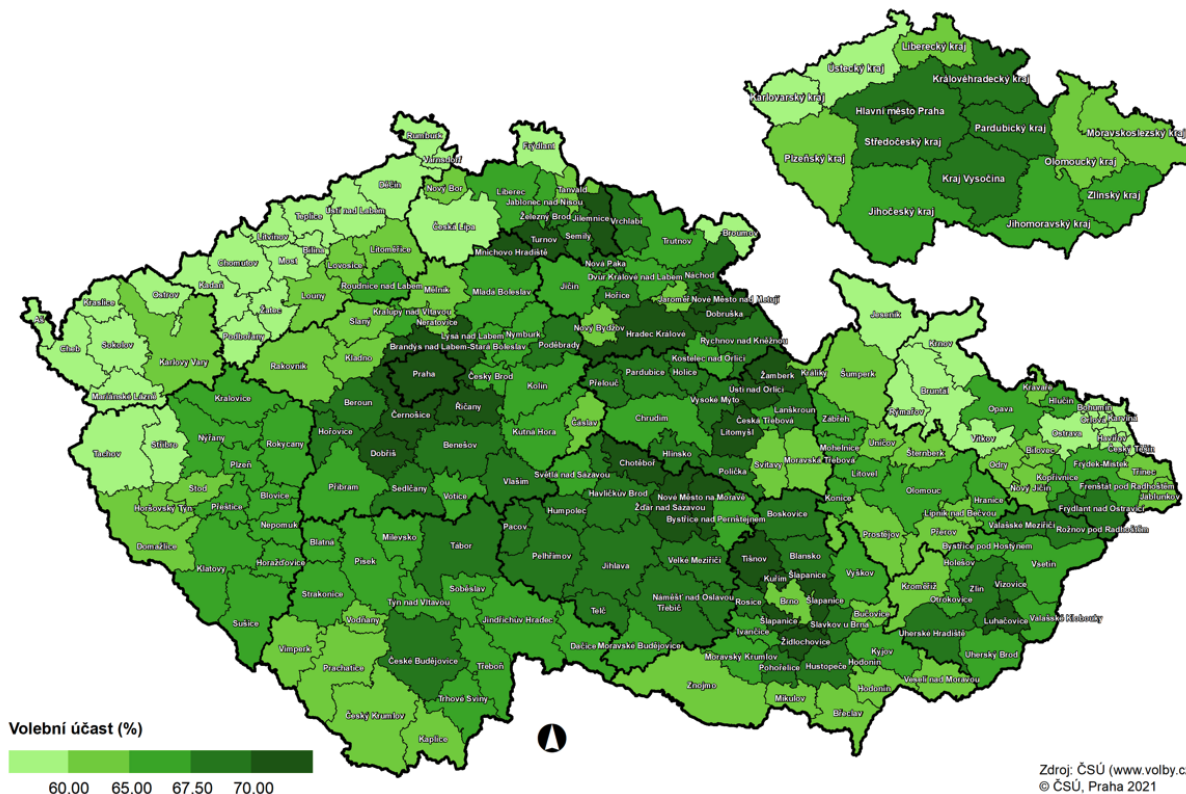 Liberecký kraj
Ústecký kraj
Královéhradecký kraj
Karlovarský kraj
Hlavní město Praha
Pardubický kraj
Moravskoslezský kraj
Středočeský kraj
Plzeňský kraj
Olomoucký kraj
Kraj Vysočina
Zlínský kraj
Jihočeský kraj
Jihomoravský kraj
Rumburk
Varnsdorf
Frýdlant
Děčín
Nový Bor
Liberec
Tanvald
Jablonec nad Nisou
Ústí nad Labem
Teplice
Železný Brod
Jilemnice
Vrchlabí
Česká Lípa
Litvínov
Turnov
Semily
Trutnov
Broumov
Bílina
Most
Litoměřice
Mnichovo Hradiště
Chomutov
Lovosice
Nová Paka
Kadaň
Dvůr Králové nad Labem
Náchod
Roudnice nad Labem
Mělník
Mladá Boleslav
Jičín
Hořice
Jaroměř
Nové Město nad Metují
Ostrov
Kraslice
Louny
Žatec
Kralupy nad Vltavou
Neratovice
Dobruška
Aš
Podbořany
Slaný
Lysá nad Labem
Nymburk
Nový Bydžov
Hradec Králové
Rychnov nad Kněžnou
Jeseník
Cheb
Sokolov
Karlovy Vary
Kladno
Brandýs nad Labem-Stará Boleslav
Poděbrady
Kostelec nad Orlicí
Krnov
Rakovník
Praha
Český Brod
Kolín
Přelouč
Pardubice
Holice
Žamberk
Králíky
Šumperk
Bruntál
Mariánské Lázně
Kralovice
Beroun
Říčany
Černošice
Vysoké Mýto
Ústí nad Orlicí
Lanškroun
Rýmařov
Opava
Kravaře
Hlučín
Bohumín
Orlová
Karviná
Čáslav
Chrudim
Česká Třebová
Zábřeh
Kutná Hora
Hořovice
Litomyšl
Ostrava
Havířov
Český Těšín
Tachov
Stříbro
Nýřany
Rokycany
Benešov
Hlinsko
Mohelnice
Uničov
Vítkov
Dobříš
Chotěboř
Svitavy
Moravská Třebová
Šternberk
Bílovec
Frýdek-Místek
Třinec
Plzeň
Vlašim
Světlá nad Sázavou
Polička
Litovel
Odry
Kopřivnice
Frenštát pod Radhoštěm
Jablunkov
Stod
Blovice
Příbram
Sedlčany
Votice
Havlíčkův Brod
Nové Město na Moravě
Žďár nad Sázavou
Konice
Olomouc
Nový Jičín
Hranice
Frýdlant nad Ostravicí
Horšovský Týn
Přeštice
Humpolec
Bystřice nad Pernštejnem
Boskovice
Lipník nad Bečvou
Valašské Meziříčí
Rožnov pod Radhoštěm
Nepomuk
Domažlice
Blatná
Milevsko
Tábor
Pacov
Pelhřimov
Prostějov
Přerov
Bystřice pod Hostýnem
Klatovy
Horažďovice
Písek
Jihlava
Velké Meziříčí
Tišnov
Blansko
Holešov
Vsetín
Kuřim
Šlapanice
Vyškov
Kroměříž
Zlín
Vizovice
Strakonice
Soběslav
Týn nad Vltavou
Náměšť nad Oslavou
Třebíč
Rosice
Brno
Šlapanice
Otrokovice
Sušice
Telč
Bučovice
Vodňany
Jindřichův Hradec
Šlapanice
Slavkov u Brna
Luhačovice
Valašské Klobouky
Ivančice
Uherské Hradiště
Vimperk
Dačice
Moravské Budějovice
Židlochovice
Kyjov
Uherský Brod
Prachatice
České Budějovice
Třeboň
Moravský Krumlov
Pohořelice
Hustopeče
Hodonín
Veselí nad Moravou
Trhové Sviny
Znojmo
Mikulov
Hodonín
Český Krumlov
Břeclav
Kaplice
Volební účast (%)
60.00 65.00 67.50 70.00
Zdroj: ČSÚ (www.volby.c
© ČSÚ, Praha 2021